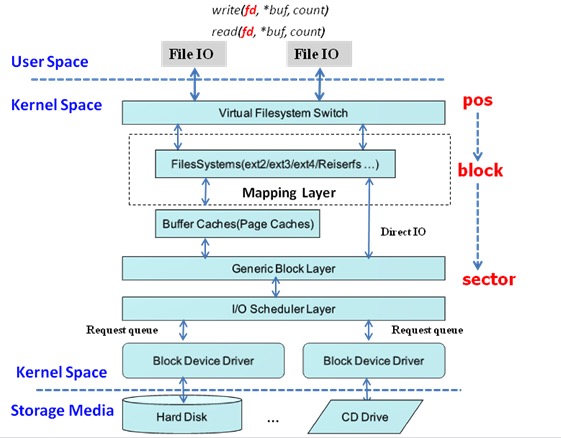 write(fd, *buf, count)
read(fd, *buf, count)
File IO
File IO
User Space
Kernel Space
Virtual Filesystem Switch
pos
FilesSystems(ext2/ext3/ext4/Reiserfs ...)
block
Mapping Layer
Buffer Caches(Page Caches)
Direct IO
Generic Block Layer
sector
I/O Scheduler Layer
Request queue
Request queue
Block Device Driver
Block Device Driver
Kernel Space
Storage Media
Hard Disk
...
CD Drive